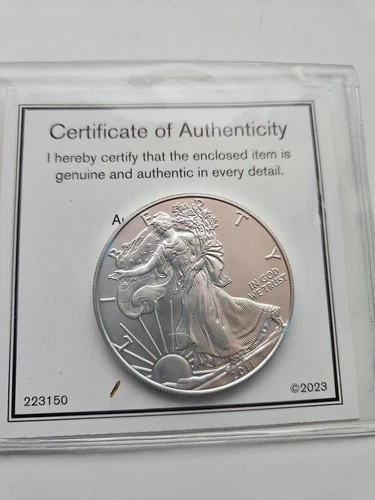 Certificate of Authenticity
I hereby certify that the enclosed item is
genuine and authentic in every detail.
LIBERTY
IN GOD
WE TRUST
2011
223150
©2023